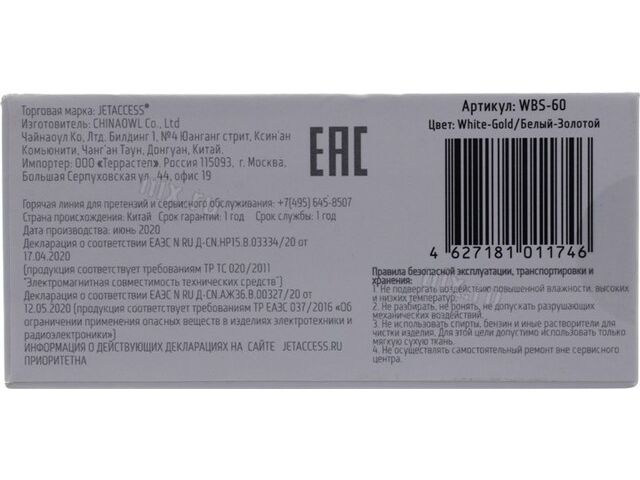 Торговая марка: JETACCESS®
Изготовитель: CHINAOWL Co., Ltd
Чайнаоул Ко, Лтд. Билдинг 1, №4 Юанганг стрит, Ксин'ан
Комьюнити, Чанг'ан Таун, Донгуан, Китай.
Импортер: ООО «Террастеп». Россия 115093, г. Москва,
Большая Серпуховская ул., 44, офис 19
EAC
Горячая линия для претензий и сервисного обслуживания: +7(495) 645-8507
Страна происхождения: Китай Срок гарантий: 1 год Срок службы: 1 год
Дата производства: июнь 2020
Декларация о соответствии ЕАЭС N RU Д-CN.НР15.В.03334/20 от
17.04.2020
(продукция соответствует требованиям ТР ТС 020/2011
"Электромагнитная совместимость технических средств")
Декларация о соответствии ЕАЭС N RU Д-CN.АЖ36.В.00327/20 от
12.05.2020 (продукция соответствует требованиям ТР ЕАЭС 037/2016 «Об
ограничении применения опасных веществ в изделиях электротехники и
радиоэлектроники»)
ИНФОРМАЦИЯ О ДЕЙСТВУЮЩИХ ДЕКЛАРАЦИЯХ НА САЙТЕ JETACCESS.RU
ПРИОРИТЕТНА
Артикул: WBS-60
Цвет: White-Gold/Белый-Золотой
4 627181 011746
Правила безопасной эксплуатации, транспортировки и
хранения:
1. Не подвергать воздействию повышенной влажности, высоких
и низких температур.
2. Не бросать, не ронять, не допускать разрушающих
механических воздействий.
3. Не использовать спирты, бензин и иные растворители для
чистки изделия. Для этой цели допустимо использовать только
мягкую сухую ткань.
4. Не осуществлять самостоятельный ремонт вне сервисного
центра.